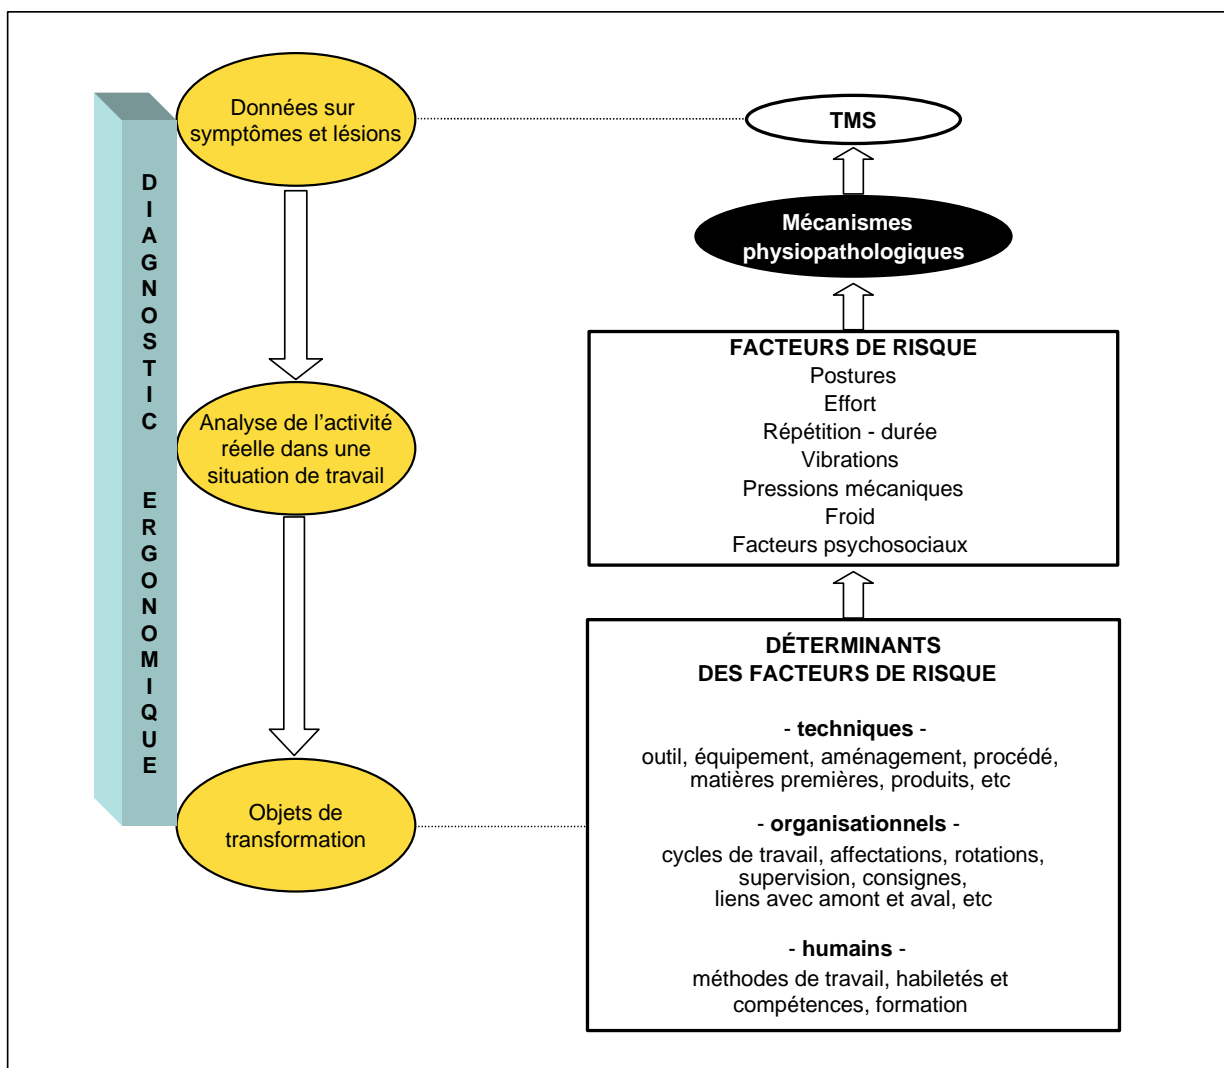 DIAGNOSTIC ERGONOMIQUE
Données sur
symptômes et lésions
Analyse de l’activité
réelle dans une
situation de travail
Objets de
transformation
TMS
Mécanismes
physiopathologiques
FACTEURS DE RISQUE
Postures
Effort
Répétition - durée
Vibrations
Pressions mécaniques
Froid
Facteurs psychosociaux
DÉTERMINANTS
DES FACTEURS DE RISQUE
- techniques -
outil, équipement, aménagement, procédé,
matières premières, produits, etc
- organisationnels -
cycles de travail, affectations, rotations,
supervision, consignes,
liens avec amont et aval, etc
- humains -
méthodes de travail, habiletés et
compétences, formation